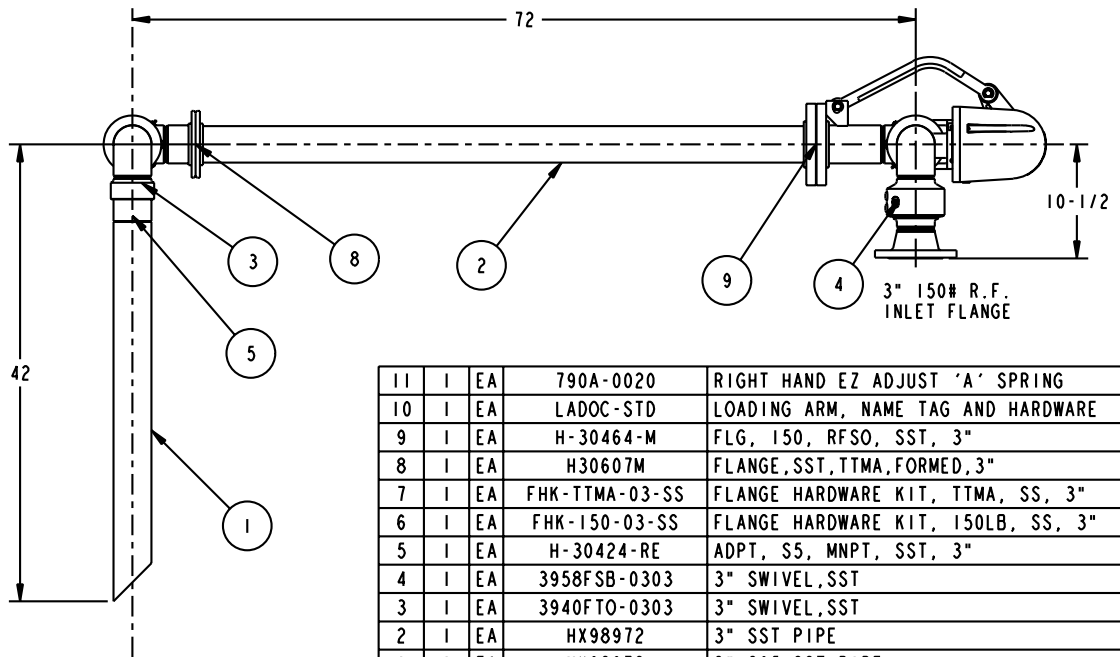 72
10-1/2
3
8
2
9
4
3" 150# R.F.
INLET FLANGE
5
42
1
11 1 EA 790A-0020 RIGHT HAND EZ ADJUST 'A' SPRING
10 1 EA LADOC-STD LOADING ARM, NAME TAG AND HARDWARE
9 1 EA H-30464-M FLG, 150, RFSO, SST, 3"
8 1 EA H30607M FLANGE,SST,TTMA,FORMED,3"
7 1 EA FHK-TTMA-03-SS FLANGE HARDWARE KIT, TTMA, SS, 3"
6 1 EA FHK-150-03-SS FLANGE HARDWARE KIT, 150LB, SS, 3"
5 1 EA H-30424-RE ADPT, S5, MNPT, SST, 3"
4 1 EA 3958FSB-0303 3" SWIVEL,SST
3 1 EA 3940FTO-0303 3" SWIVEL,SST
2 1 EA HX98972 3" SST PIPE